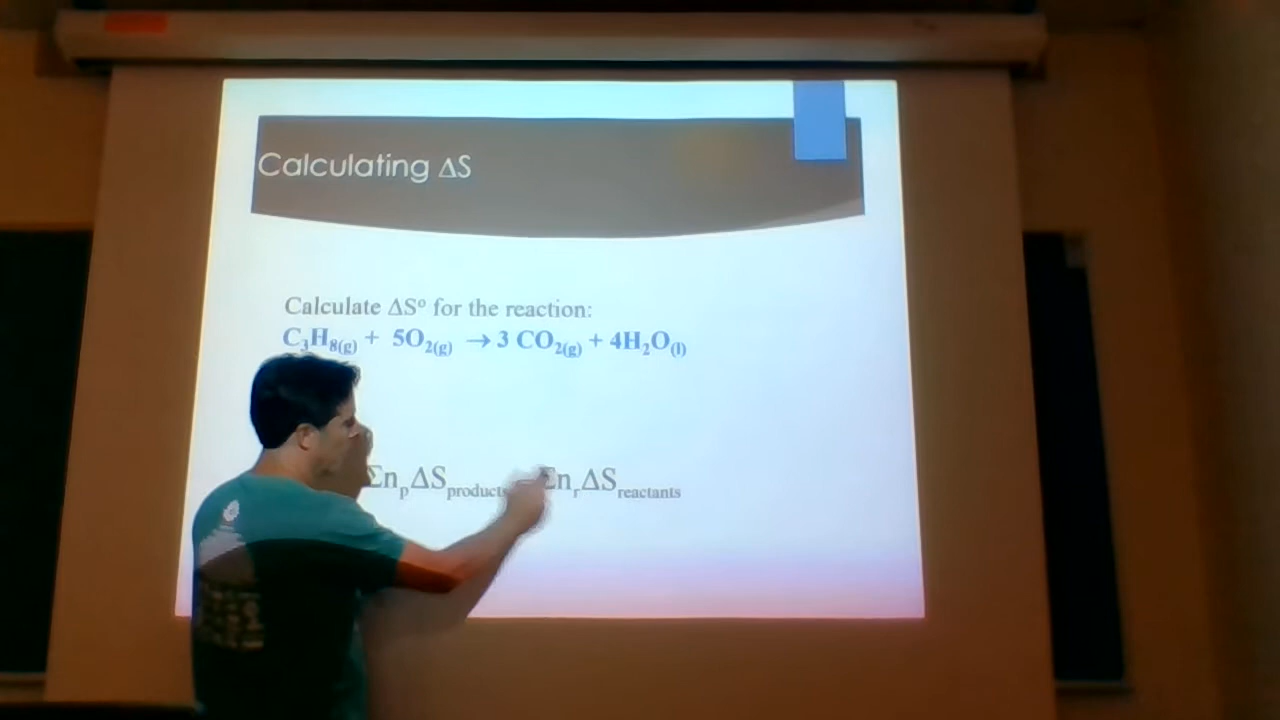 Calculating ΔS
Calculate ΔS° for the reaction:
C₃H₈₍g₎ + 5O₂₍g₎ → 3 CO₂₍g₎ + 4H₂O₍l₎
Σnₚ ΔS products Σnᵣ ΔS reactants